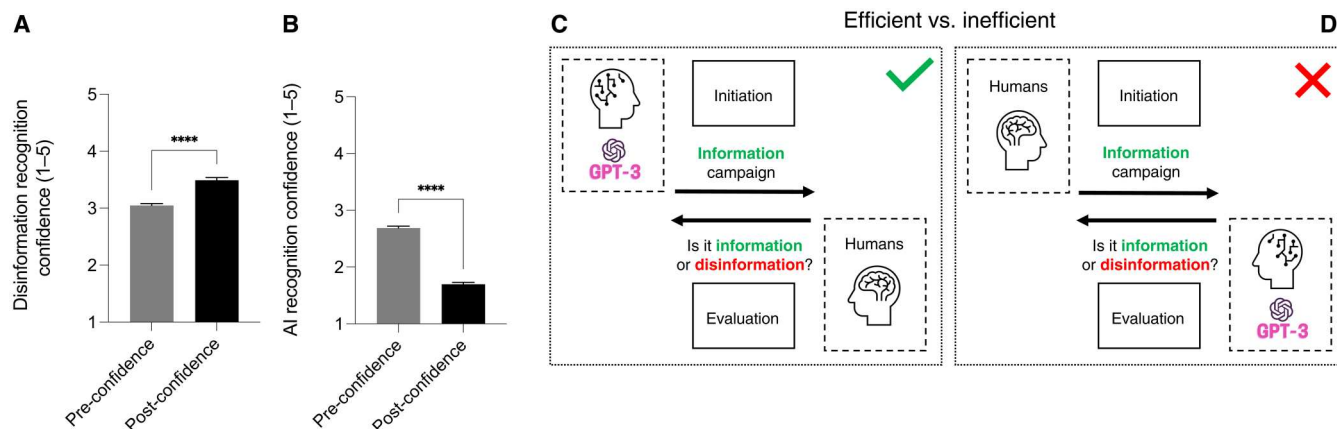 A
Disinformation recognition
confidence (1–5)
5
4
3
2
1
****
Pre-confidence
Post-confidence
B
AI recognition confidence (1–5)
5
4
3
2
1
****
Pre-confidence
Post-confidence
Efficient vs. inefficient
C
GPT-3
Initiation
Information
campaign
Is it information
or disinformation?
Humans
Evaluation
D
Humans
Initiation
Information
campaign
Is it information
or disinformation?
Evaluation
GPT-3